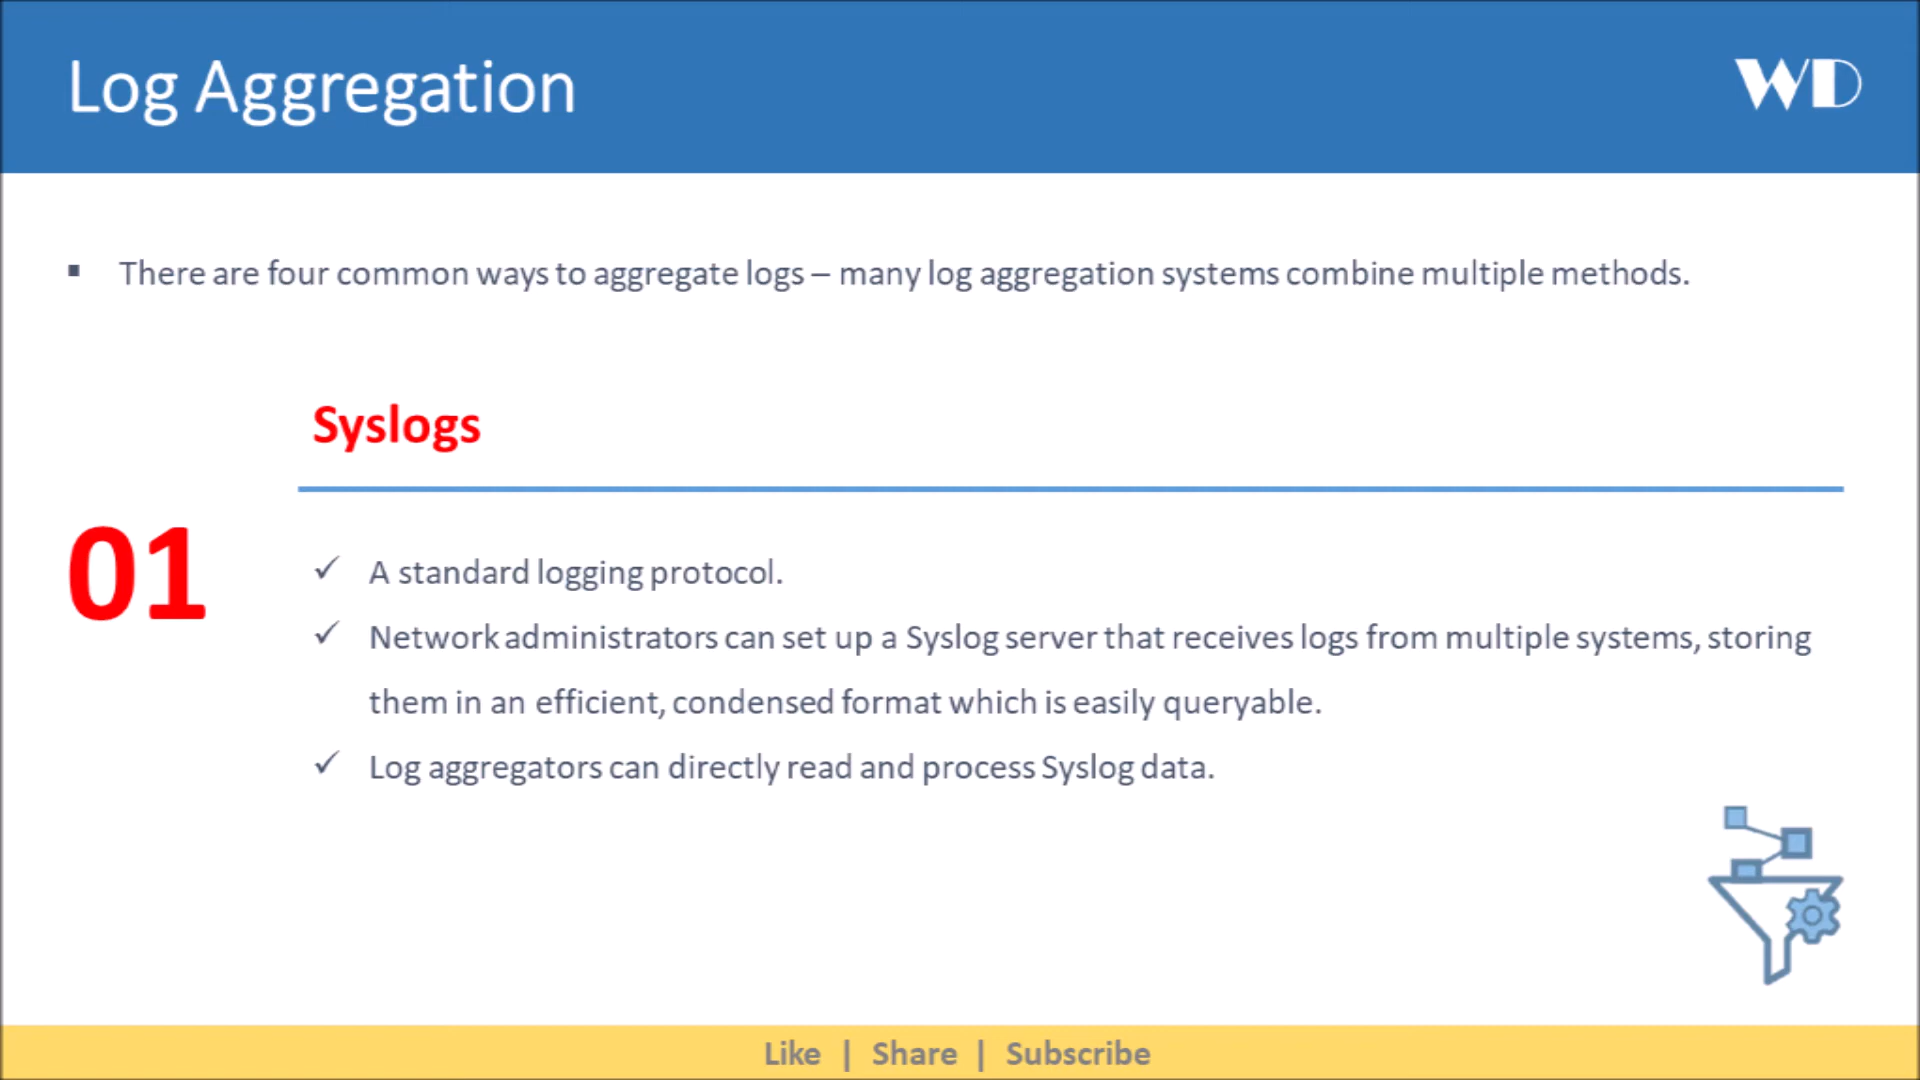 Log Aggregation
WD
▪ There are four common ways to aggregate logs – many log aggregation systems combine multiple methods.
Syslogs
01
✓ A standard logging protocol.
✓ Network administrators can set up a Syslog server that receives logs from multiple systems, storing
them in an efficient, condensed format which is easily queryable.
✓ Log aggregators can directly read and process Syslog data.
Like | Share | Subscribe